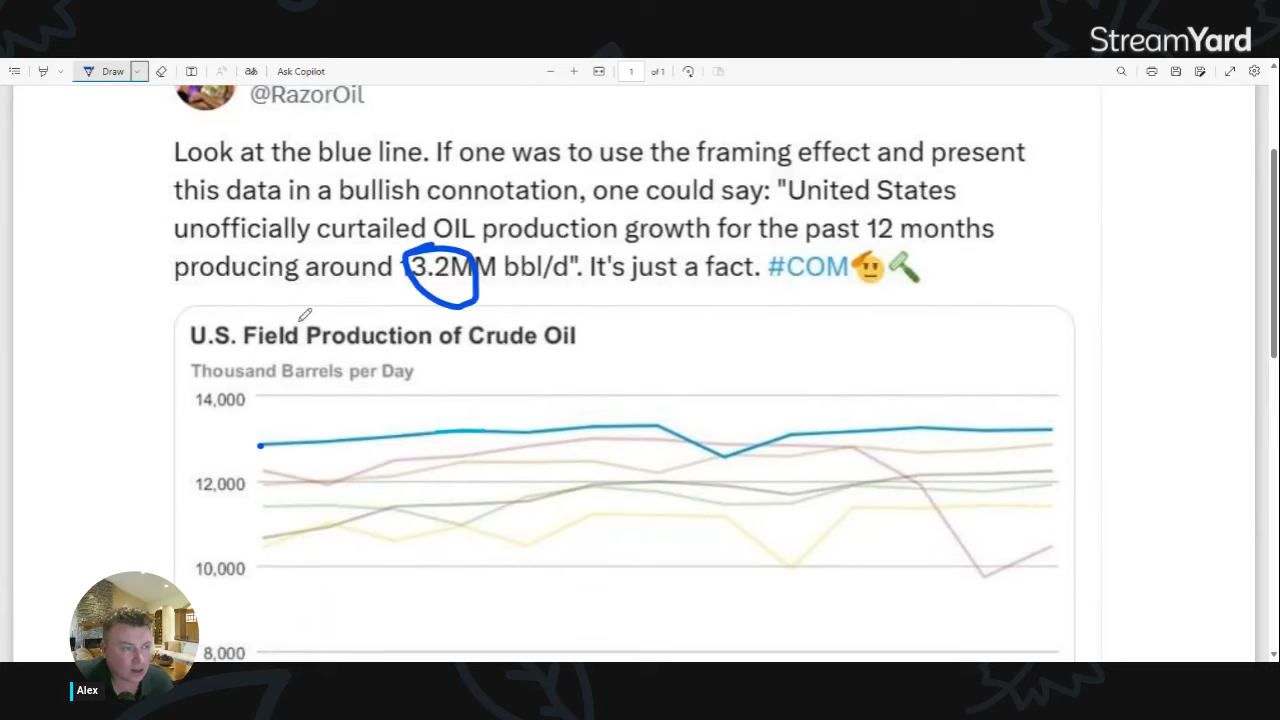 StreamYard
Draw
Ask Copilot
1
of 1
@RazorOil
Look at the blue line. If one was to use the framing effect and present
this data in a bullish connotation, one could say: "United States
unofficially curtailed OIL production growth for the past 12 months
producing around 13.2MM bbl/d". It's just a fact. #COM
U.S. Field Production of Crude Oil
Thousand Barrels per Day
14,000
12,000
10,000
8,000
Alex